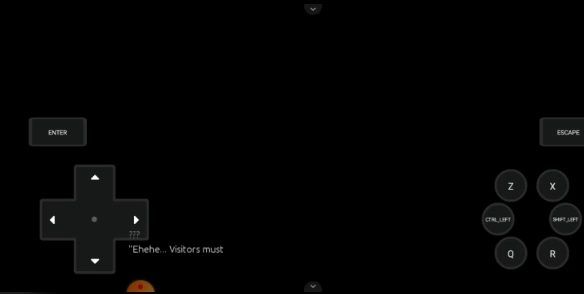 ENTER
ESCAPE
Z
X
CTRL_LEFT
SHIFT_LEFT
???
"Ehehe... Visitors must
Q
R